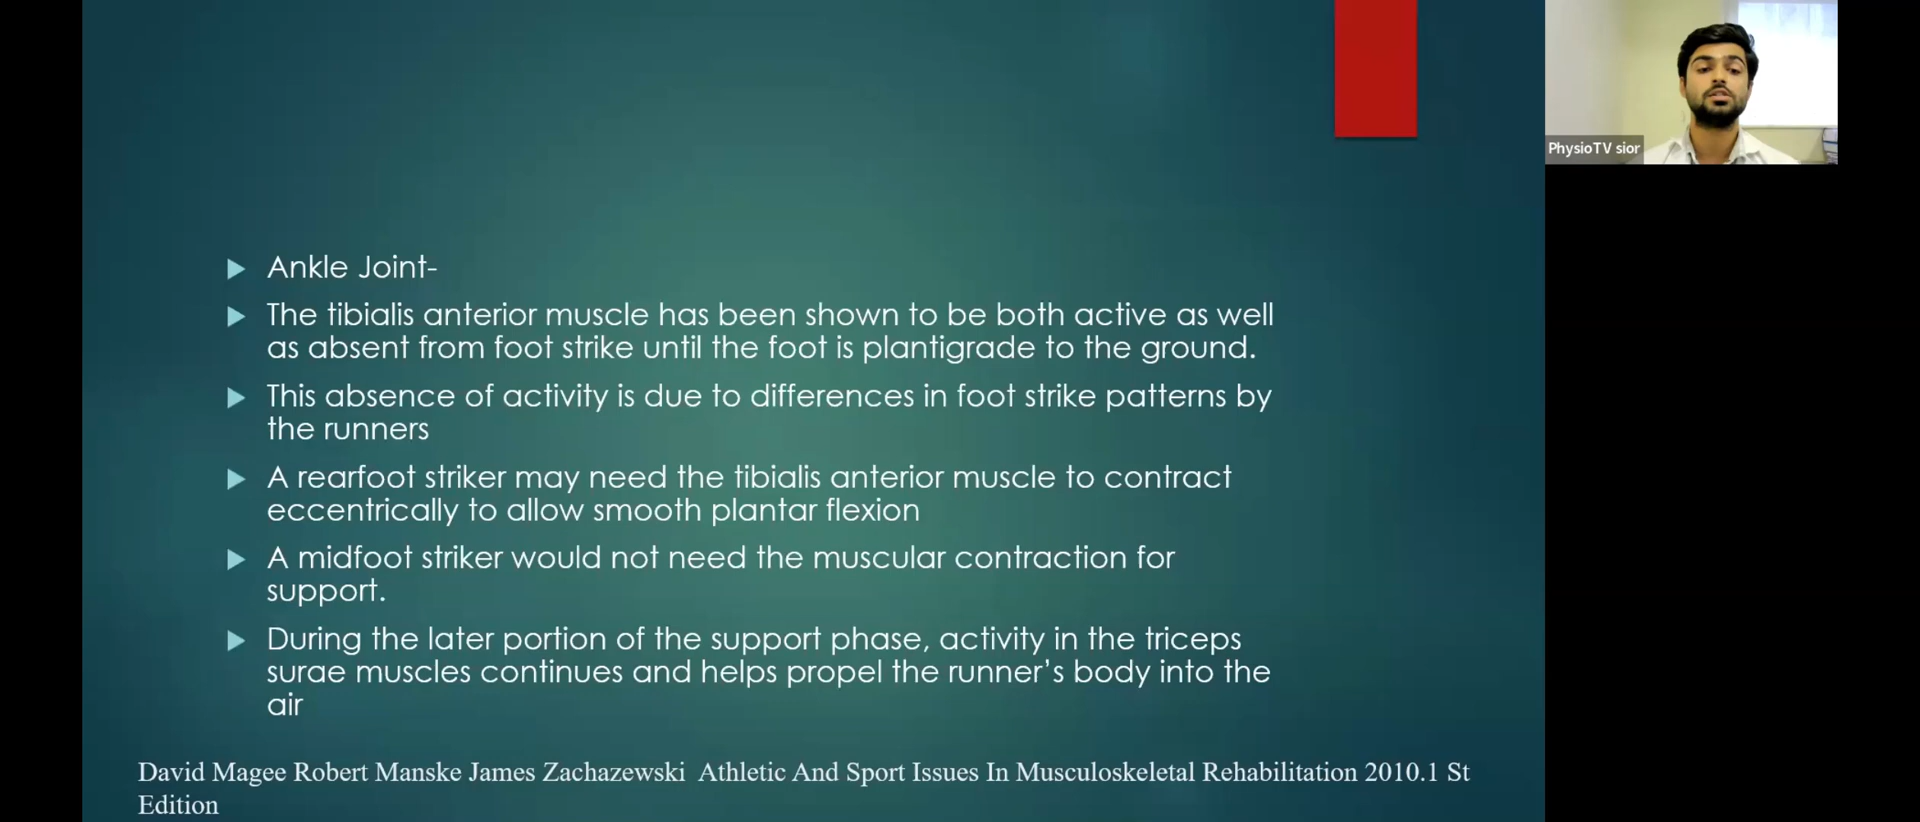 PhysioTV sior
Ankle Joint-
The tibialis anterior muscle has been shown to be both active as well
as absent from foot strike until the foot is plantigrade to the ground.
This absence of activity is due to differences in foot strike patterns by
the runners
A rearfoot striker may need the tibialis anterior muscle to contract
eccentrically to allow smooth plantar flexion
A midfoot striker would not need the muscular contraction for
support.
During the later portion of the support phase, activity in the triceps
surae muscles continues and helps propel the runner’s body into the
air
David Magee Robert Manske James Zachazewski Athletic And Sport Issues In Musculoskeletal Rehabilitation 2010.1 St
Edition